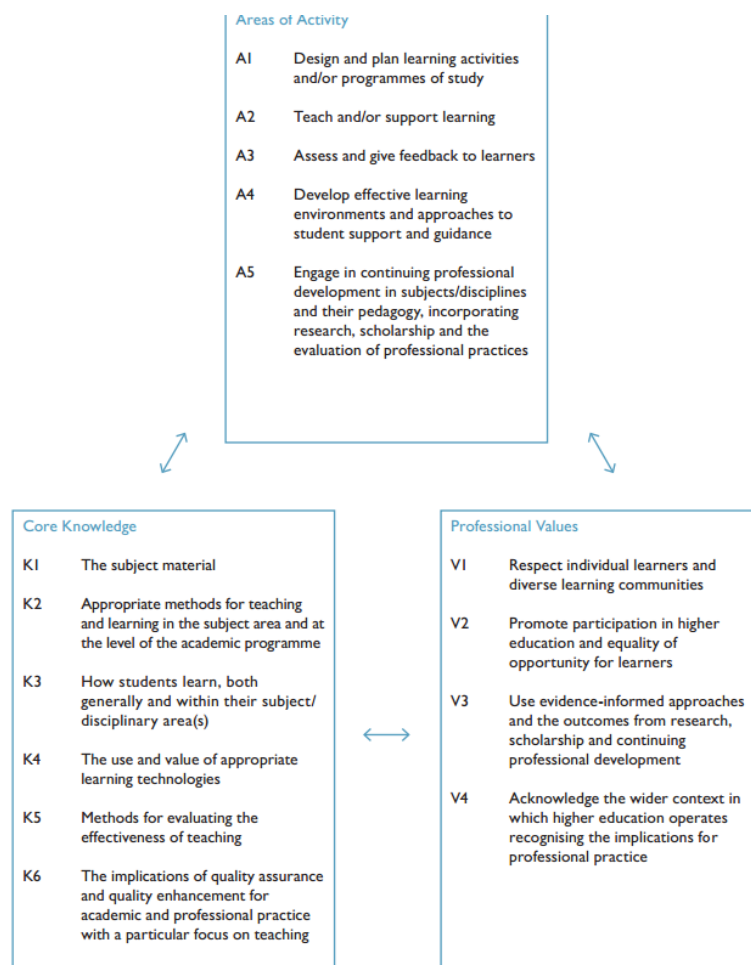 Areas of Activity
A1 Design and plan learning activities
and/or programmes of study
A2 Teach and/or support learning
A3 Assess and give feedback to learners
A4 Develop effective learning
environments and approaches to
student support and guidance
A5 Engage in continuing professional
development in subjects/disciplines
and their pedagogy, incorporating
research, scholarship and the
evaluation of professional practices
Core Knowledge
K1 The subject material
K2 Appropriate methods for teaching
and learning in the subject area and at
the level of the academic programme
K3 How students learn, both
generally and within their subject/
disciplinary area(s)
K4 The use and value of appropriate
learning technologies
K5 Methods for evaluating the
effectiveness of teaching
K6 The implications of quality assurance
and quality enhancement for
academic and professional practice
with a particular focus on teaching
Professional Values
V1 Respect individual learners and
diverse learning communities
V2 Promote participation in higher
education and equality of
opportunity for learners
V3 Use evidence-informed approaches
and the outcomes from research,
scholarship and continuing
professional development
V4 Acknowledge the wider context in
which higher education operates
recognising the implications for
professional practice